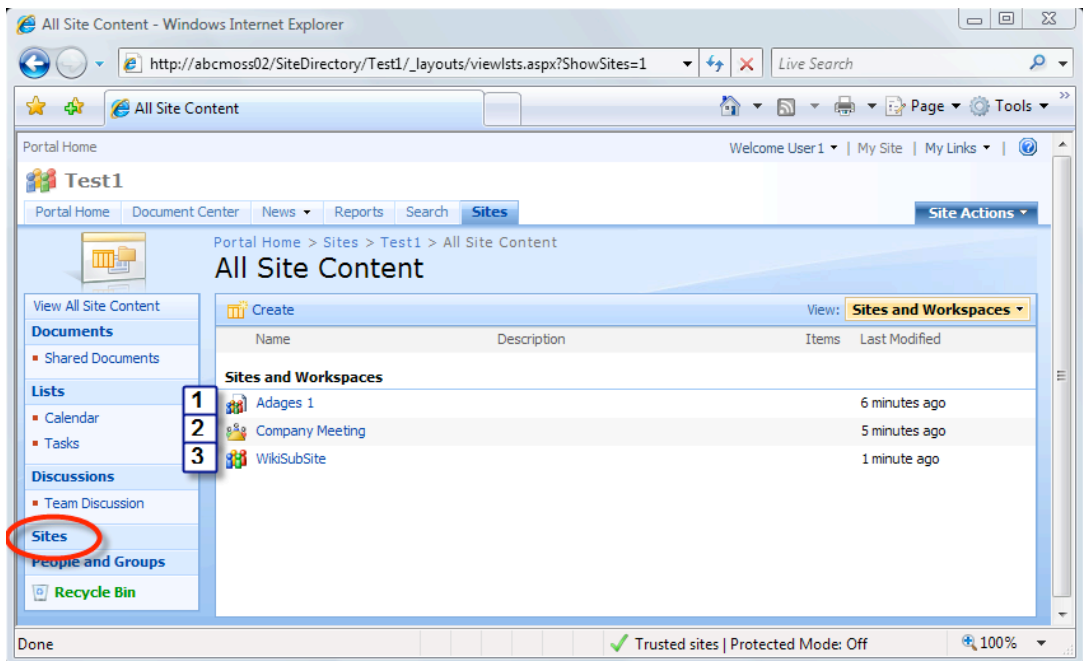 All Site Content - Windows Internet Explorer
http://abcmoss02/SiteDirectory/Test1/_layouts/viewlsts.aspx?ShowSites=1
Live Search
All Site Content
Page
Tools
Portal Home
Welcome User1 | My Site | My Links |
Test1
Portal Home Document Center News Reports Search Sites
Site Actions
Portal Home > Sites > Test1 > All Site Content
All Site Content
View All Site Content
Documents
Shared Documents
Lists
Calendar
Tasks
Discussions
Team Discussion
Sites
People and Groups
Recycle Bin
Create
View: Sites and Workspaces
Name Description Items Last Modified
Sites and Workspaces
1 Adages 1 6 minutes ago
2 Company Meeting 5 minutes ago
3 WikiSubSite 1 minute ago
Done
Trusted sites | Protected Mode: Off
100%